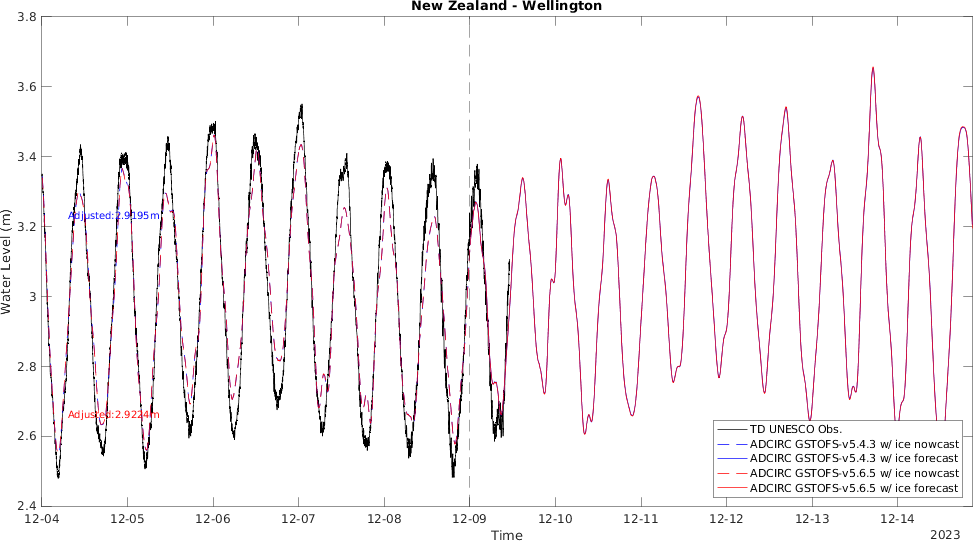 New Zealand - Wellington
3.8
3.6
3.4
3.2
3
2.8
2.6
2.4
Water Level (m)
Adjusted:2.9195m
Adjusted:2.9224m
TD UNESCO Obs.
ADCIRC GSTOFS-v5.4.3 w/ ice nowcast
ADCIRC GSTOFS-v5.4.3 w/ ice forecast
ADCIRC GSTOFS-v5.6.5 w/ ice nowcast
ADCIRC GSTOFS-v5.6.5 w/ ice forecast
12-04 12-05 12-06 12-07 12-08 12-09 12-10 12-11 12-12 12-13 12-14
Time
2023